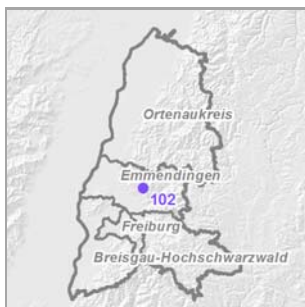 Ortenaukreis
Emmendingen
102
Freiburg
Breisgau-Hochschwarzwald